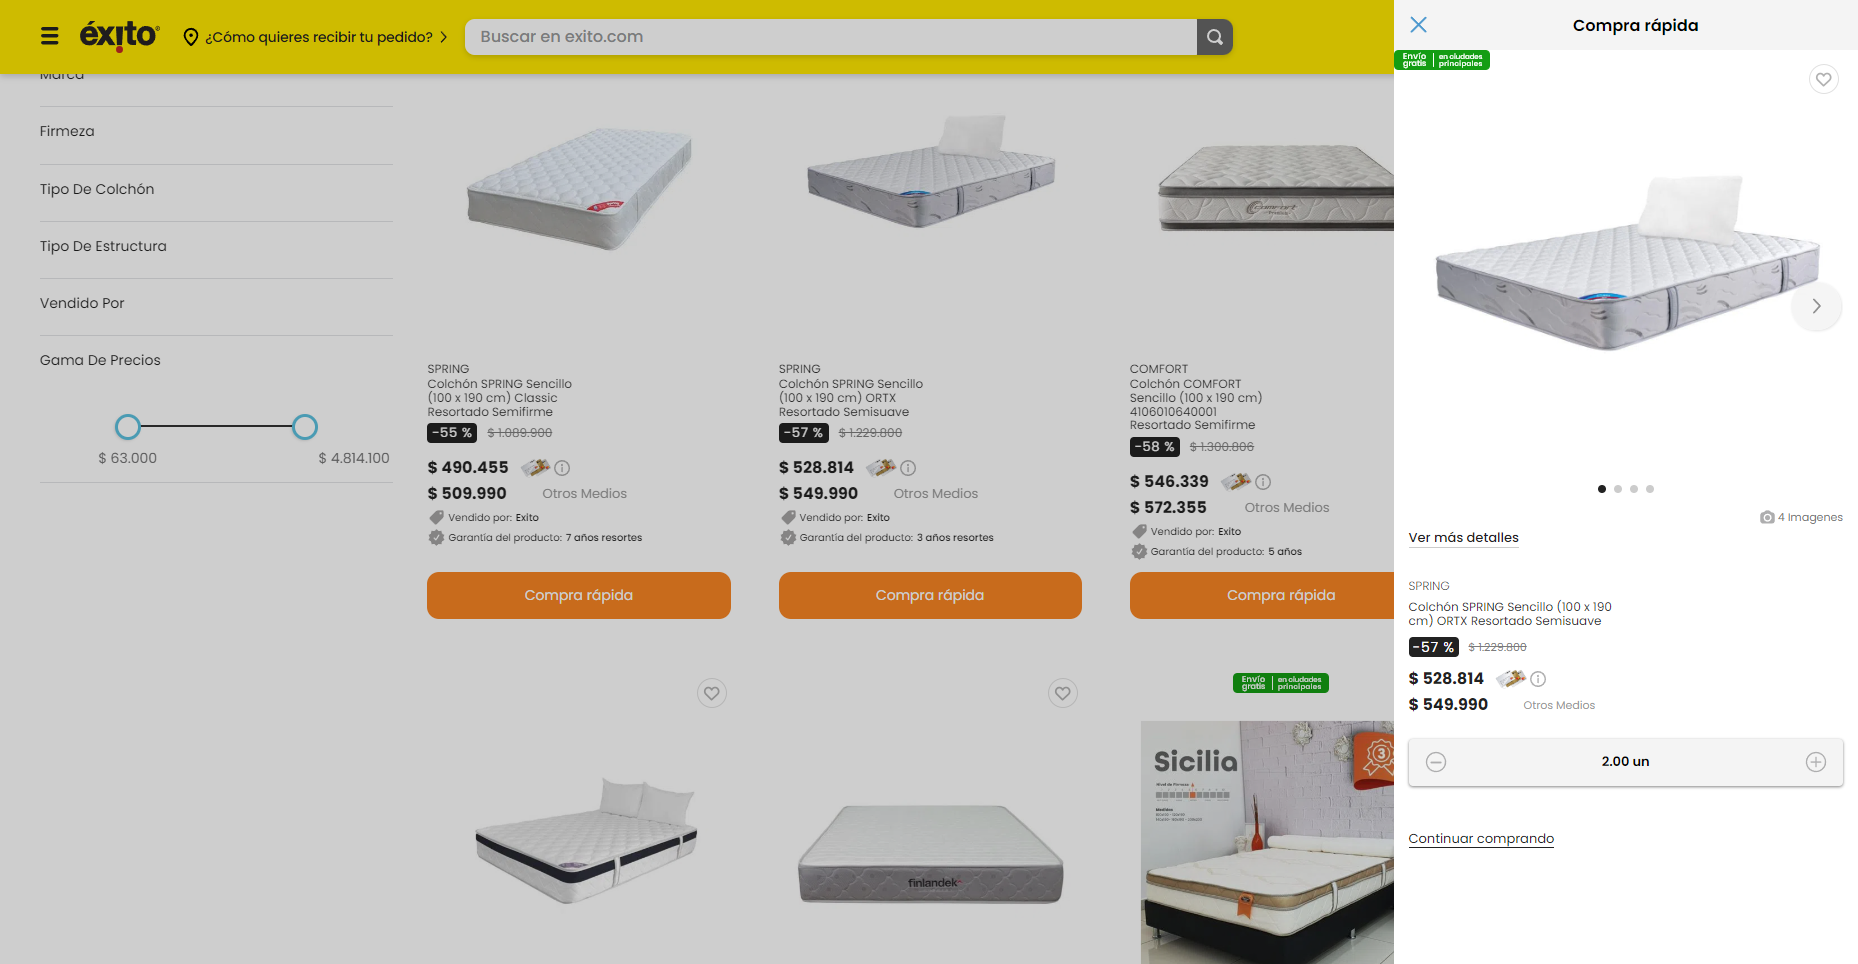 éxito
¿Cómo quieres recibir tu pedido?
Buscar en exito.com
Marca
Firmeza
Tipo De Colchón
Tipo De Estructura
Vendido Por
Gama De Precios
$ 63.000
$ 4.814.100
SPRING
Colchón SPRING Sencillo
(100 x 190 cm) Classic
Resortado Semifirme
-55 % $ 1.089.900
$ 490.455
$ 509.990 Otros Medios
Vendido por: Exito
Garantía del producto: 7 años resortes
Compra rápida
SPRING
Colchón SPRING Sencillo
(100 x 190 cm) ORTX
Resortado Semisuave
-57 % $ 1.229.800
$ 528.814
$ 549.990 Otros Medios
Vendido por: Exito
Garantía del producto: 3 años resortes
Compra rápida
COMFORT
Colchón COMFORT
Sencillo (100 x 190 cm)
4106010640001
Resortado Semifirme
-58 % $ 1.300.806
$ 546.339
$ 572.355 Otros Medios
Vendido por: Exito
Garantía del producto: 5 años
Compra rápida
finlandek
Envío gratis en ciudades principales
Sicilia
3
Nivel de Firmeza
Medidas
Compra rápida
Envío gratis en ciudades principales
4 Imagenes
Ver más detalles
SPRING
Colchón SPRING Sencillo (100 x 190
cm) ORTX Resortado Semisuave
-57 % $ 1.229.800
$ 528.814
$ 549.990 Otros Medios
2.00 un
Continuar comprando